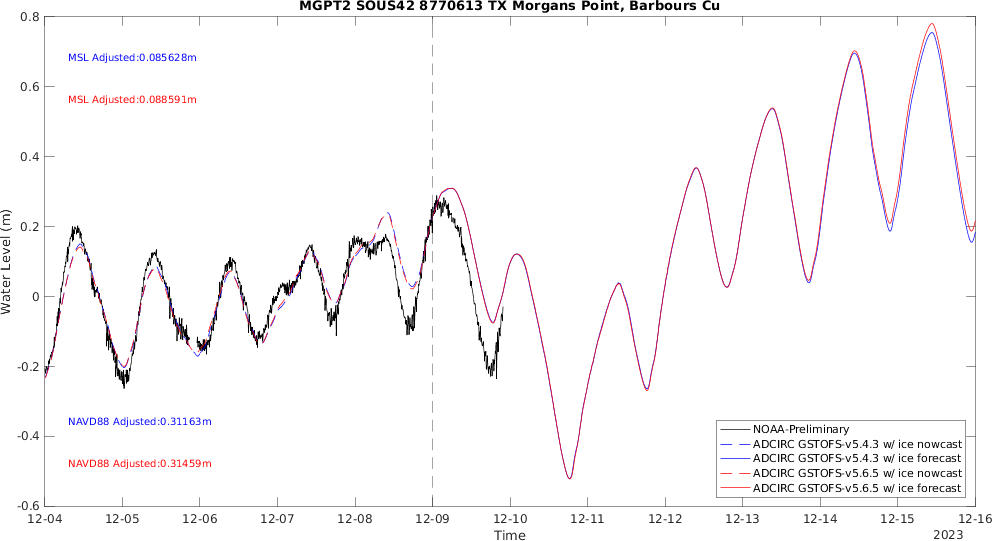 MGPT2 SOUS42 8770613 TX Morgans Point, Barbours Cu
0.8
0.6
0.4
0.2
0
-0.2
-0.4
-0.6
Water Level (m)
MSL Adjusted:0.085628m
MSL Adjusted:0.088591m
NAVD88 Adjusted:0.31163m
NAVD88 Adjusted:0.31459m
NOAA-Preliminary
ADCIRC GSTOFS-v5.4.3 w/ ice nowcast
ADCIRC GSTOFS-v5.4.3 w/ ice forecast
ADCIRC GSTOFS-v5.6.5 w/ ice nowcast
ADCIRC GSTOFS-v5.6.5 w/ ice forecast
12-04 12-05 12-06 12-07 12-08 12-09 12-10 12-11 12-12 12-13 12-14 12-15 12-16
Time
2023